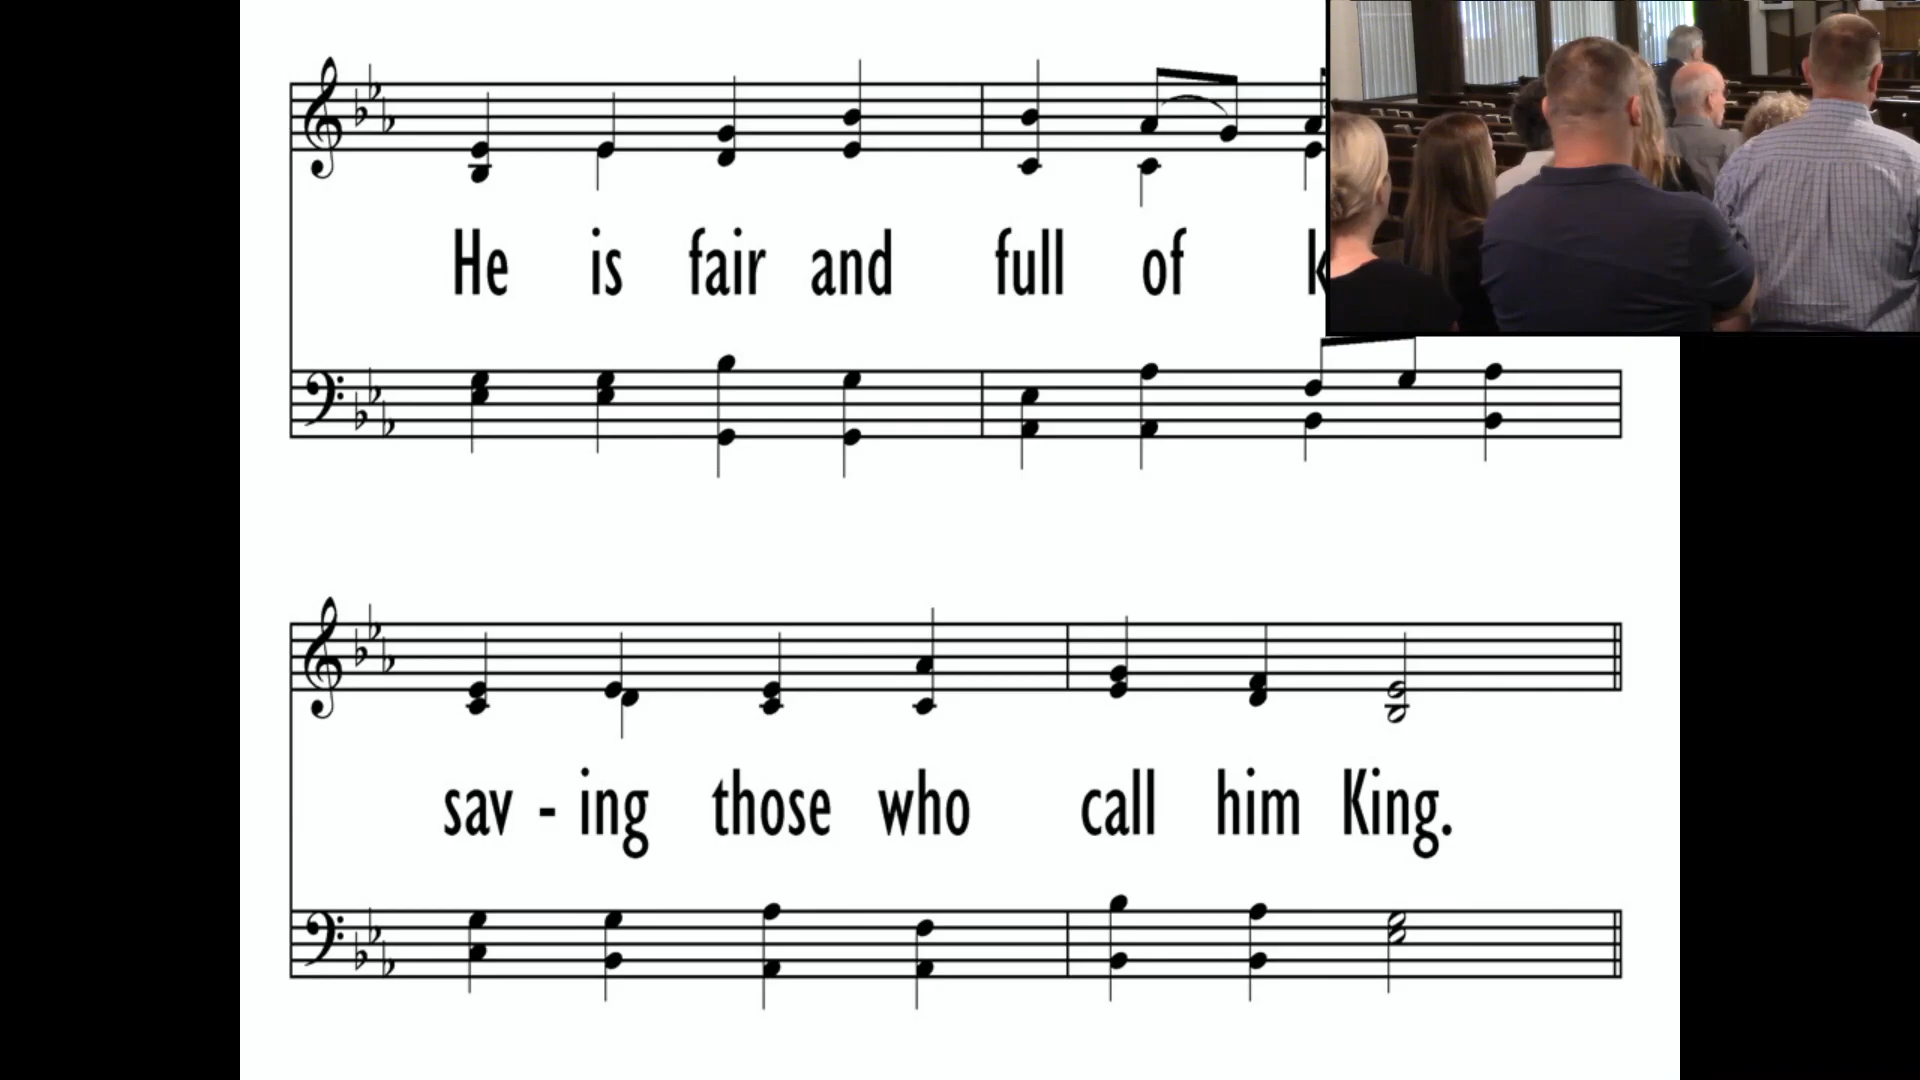 He is fair and full of
sav - ing those who call him King.